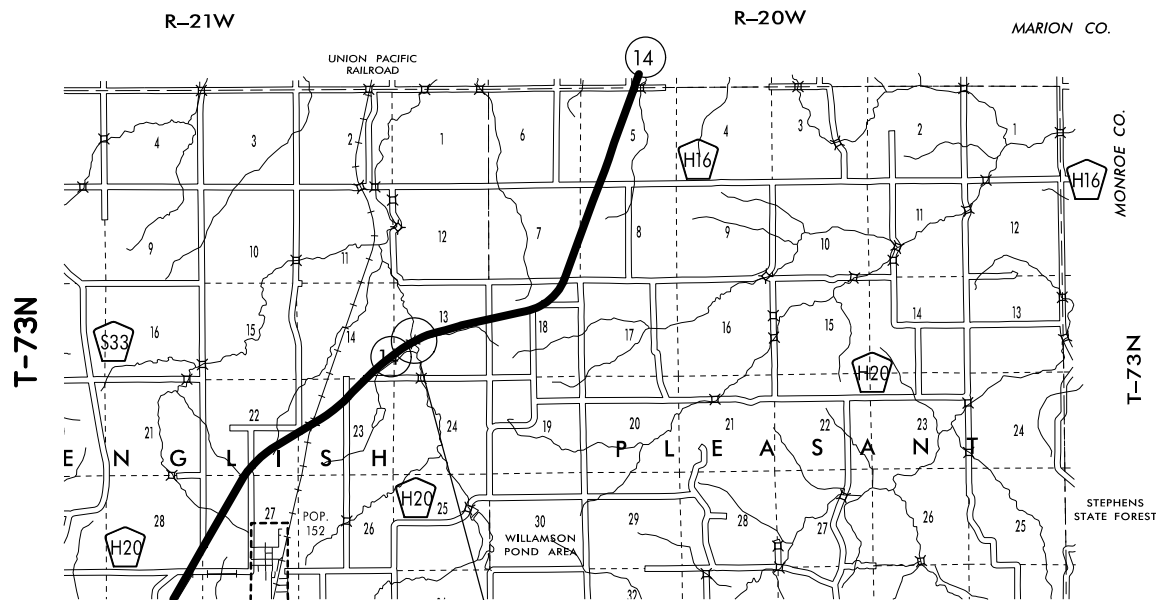 R–21W
R–20W
MARION CO.
UNION PACIFIC
RAILROAD
14
4
3
2
1
6
5
4
3
2
1
H16
H16
MONROE CO.
9
10
11
12
7
8
9
10
11
12
T–73N
S33
16
15
14
13
18
17
16
15
14
13
14
H20
T–73N
21
22
23
24
19
20
21
22
23
24
ENGLISH
PLEASANT
28
27
POP.
152
26
25
30
29
28
27
26
25
H20
H20
WILLAMSON
POND AREA
STEPHENS
STATE FOREST
32